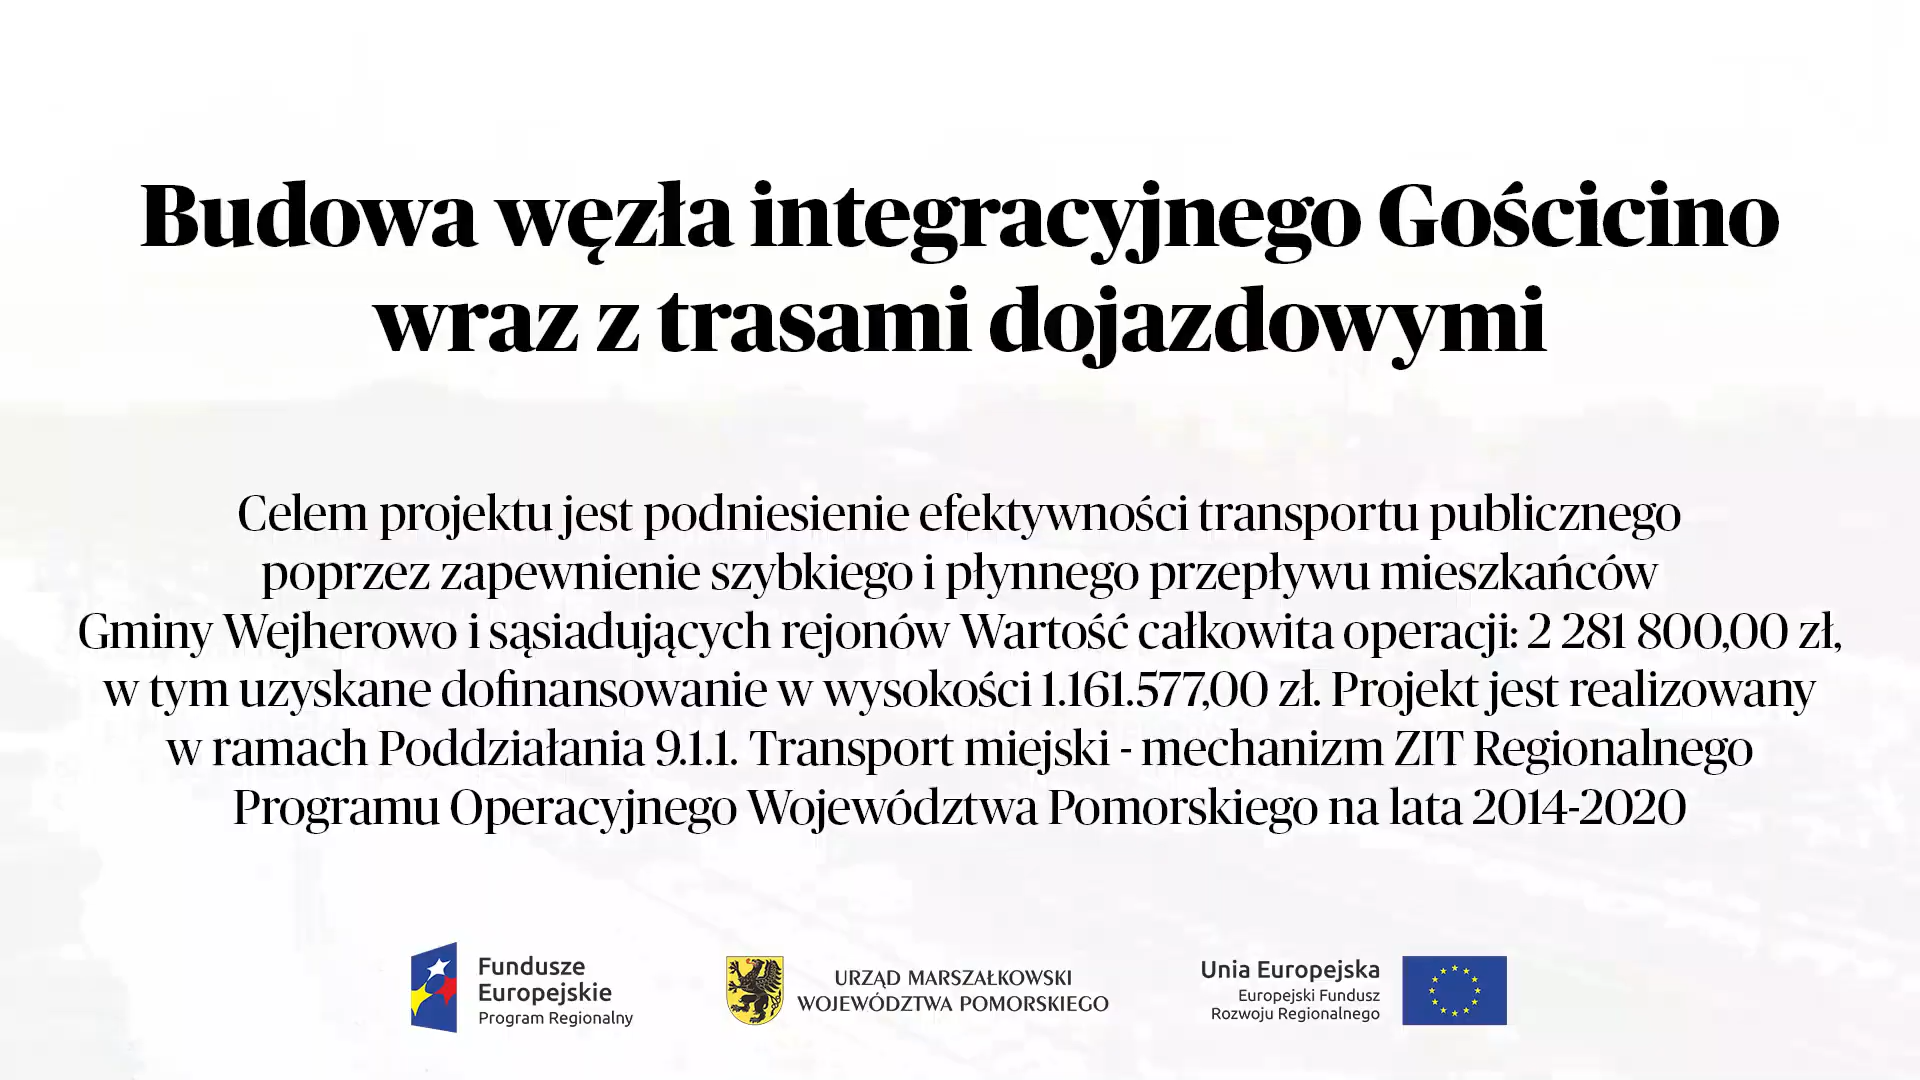 Budowa węzła integracyjnego Gościcino
wraz z trasami dojazdowymi
Celem projektu jest podniesienie efektywności transportu publicznego
poprzez zapewnienie szybkiego i płynnego przepływu mieszkańców
Gminy Wejherowo i sąsiadujących rejonów Wartość całkowita operacji: 2 281 800,00 zł,
w tym uzyskane dofinansowanie w wysokości 1.161.577,00 zł. Projekt jest realizowany
w ramach Poddziałania 9.1.1. Transport miejski - mechanizm ZIT Regionalnego
Programu Operacyjnego Województwa Pomorskiego na lata 2014-2020
Fundusze
Europejskie
Program Regionalny
URZĄD MARSZAŁKOWSKI
WOJEWÓDZTWA POMORSKIEGO
Unia Europejska
Europejski Fundusz
Rozwoju Regionalnego